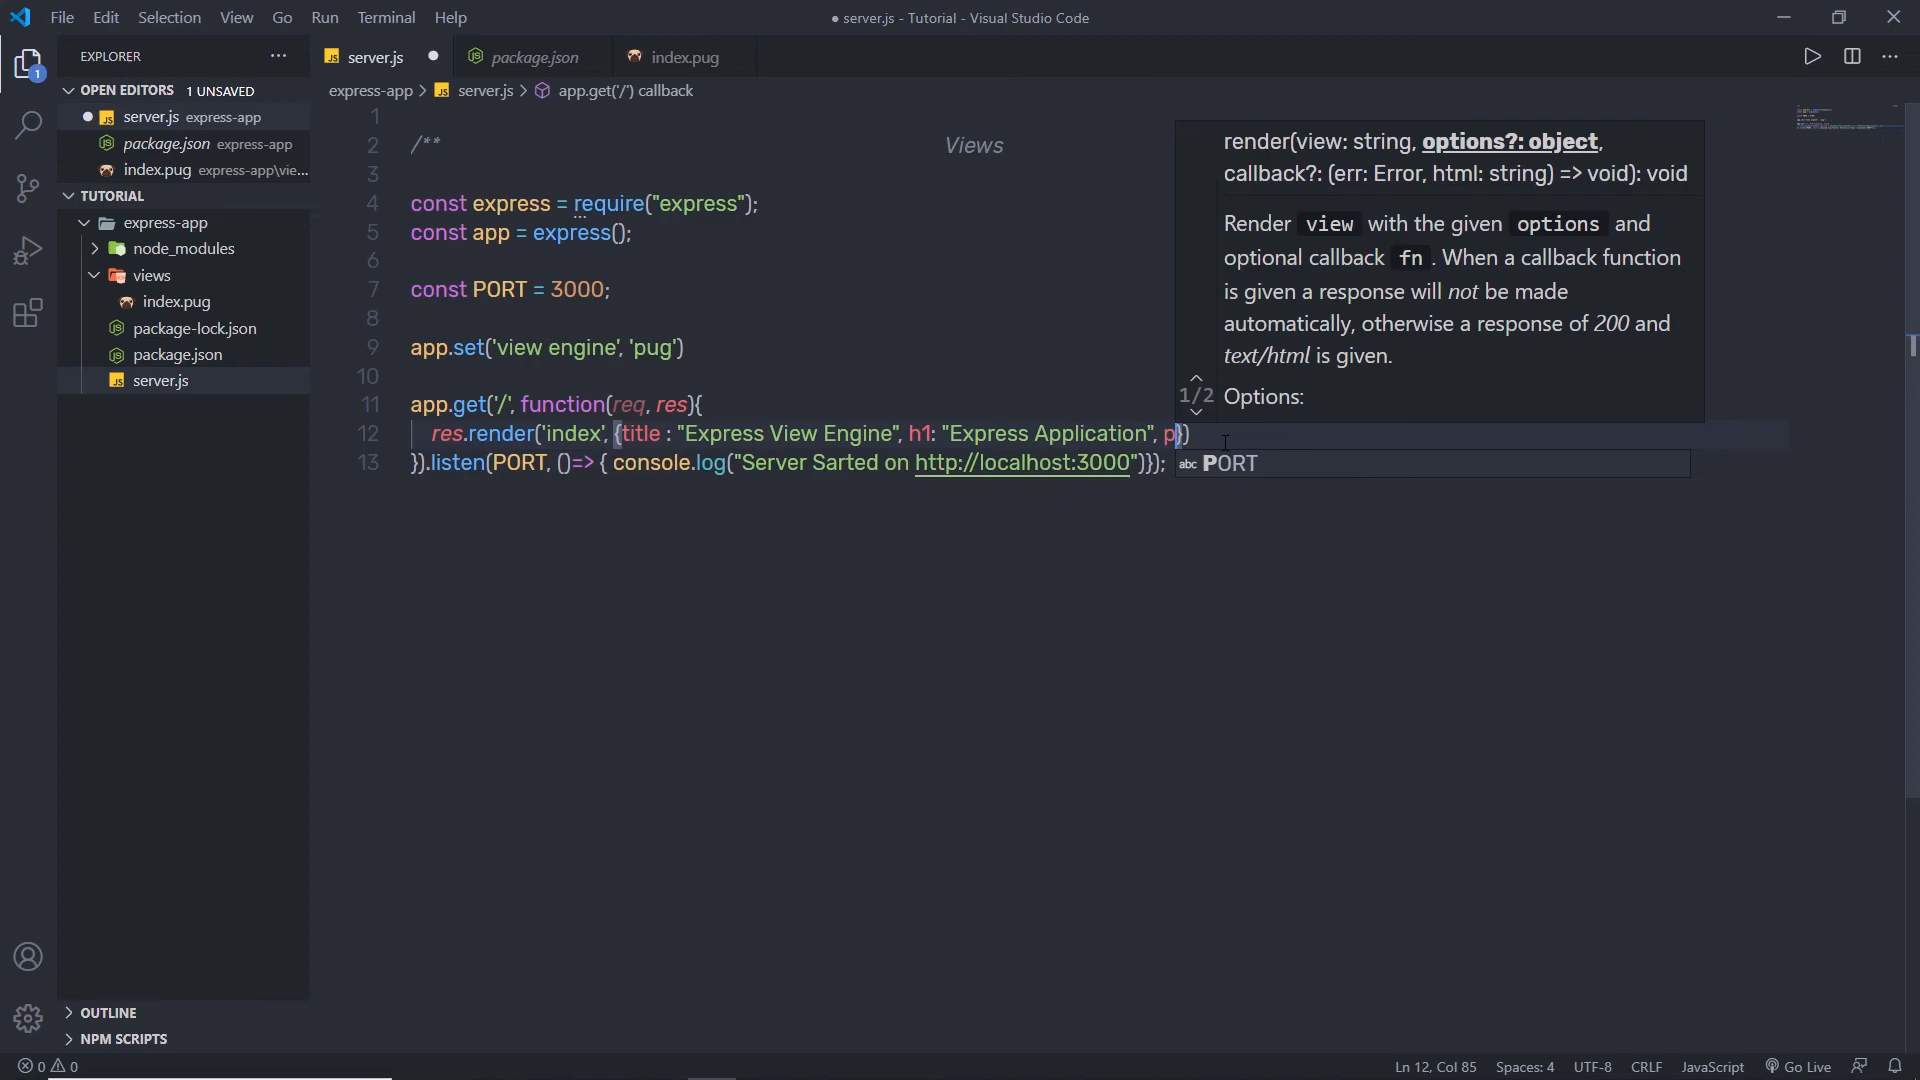 File Edit Selection View Go Run Terminal Help
● server.js - Tutorial - Visual Studio Code
EXPLORER
OPEN EDITORS 1 UNSAVED
server.js express-app
package.json express-app
index.pug express-app\vie...
TUTORIAL
express-app
node_modules
views
index.pug
package-lock.json
package.json
server.js
OUTLINE
NPM SCRIPTS
server.js package.json index.pug
express-app > server.js > app.get('/') callback
1
2 /** Views
3
4 const express = require("express");
5 const app = express();
6
7 const PORT = 3000;
8
9 app.set('view engine', 'pug')
10
11 app.get('/', function(req, res){
12 res.render('index', {title : "Express View Engine", h1: "Express Application", p})
13 }).listen(PORT, ()=> { console.log("Server Sarted on http://localhost:3000")});
render(view: string, options?: object,
callback?: (err: Error, html: string) => void): void
Render view with the given options and
optional callback fn. When a callback function
is given a response will not be made
automatically, otherwise a response of 200 and
text/html is given.
1/2 Options:
abc PORT
0 0
Ln 12, Col 85 Spaces: 4 UTF-8 CRLF JavaScript Go Live
1